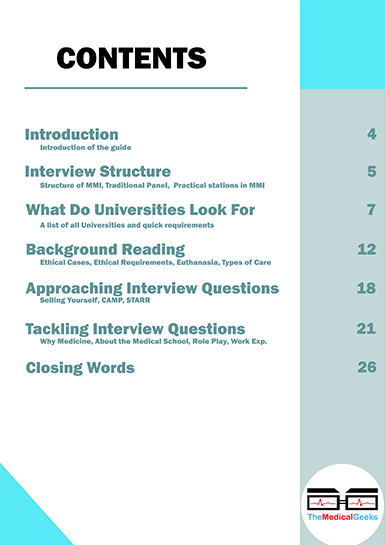 CONTENTS
Introduction 4
Introduction of the guide
Interview Structure 5
Structure of MMI, Traditional Panel, Practical stations in MMI
What Do Universities Look For 7
A list of all Universities and quick requirements
Background Reading 12
Ethical Cases, Ethical Requirements, Euthanasia, Types of Care
Approaching Interview Questions 18
Selling Yourself, CAMP, STARR
Tackling Interview Questions 21
Why Medicine, About the Medical School, Role Play, Work Exp.
Closing Words 26
TheMedicalGeeks